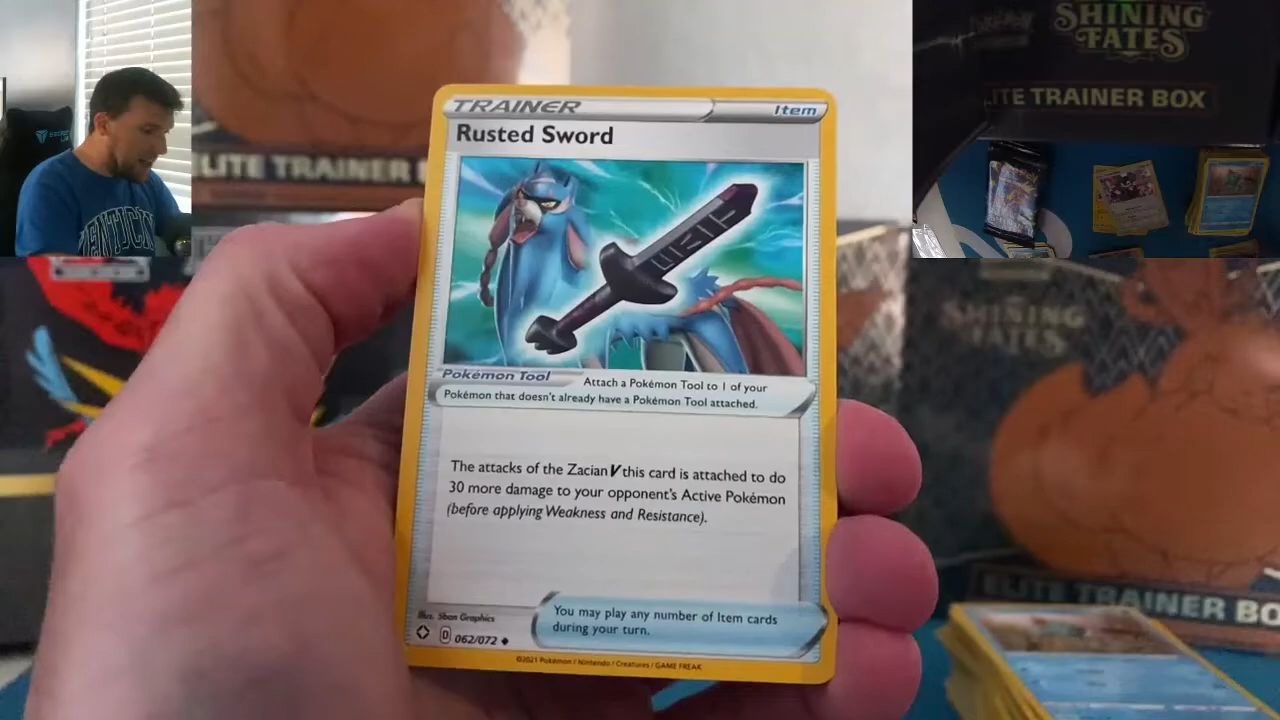 TRAINER
Item
Rusted Sword
Pokémon Tool
Attach a Pokémon Tool to 1 of your
Pokémon that doesn't already have a Pokémon Tool attached.
The attacks of the Zacian V this card is attached to do
30 more damage to your opponent's Active Pokémon
(before applying Weakness and Resistance).
You may play any number of Item cards
during your turn.
Illus. 5ban Graphics
D 062/072
©2021 Pokémon / Nintendo / Creatures / GAME FREAK
ELITE TRAINER
SHINING
FATES
ITE TRAINER BOX
SHINING
FATES
ELITE TRAINER BO